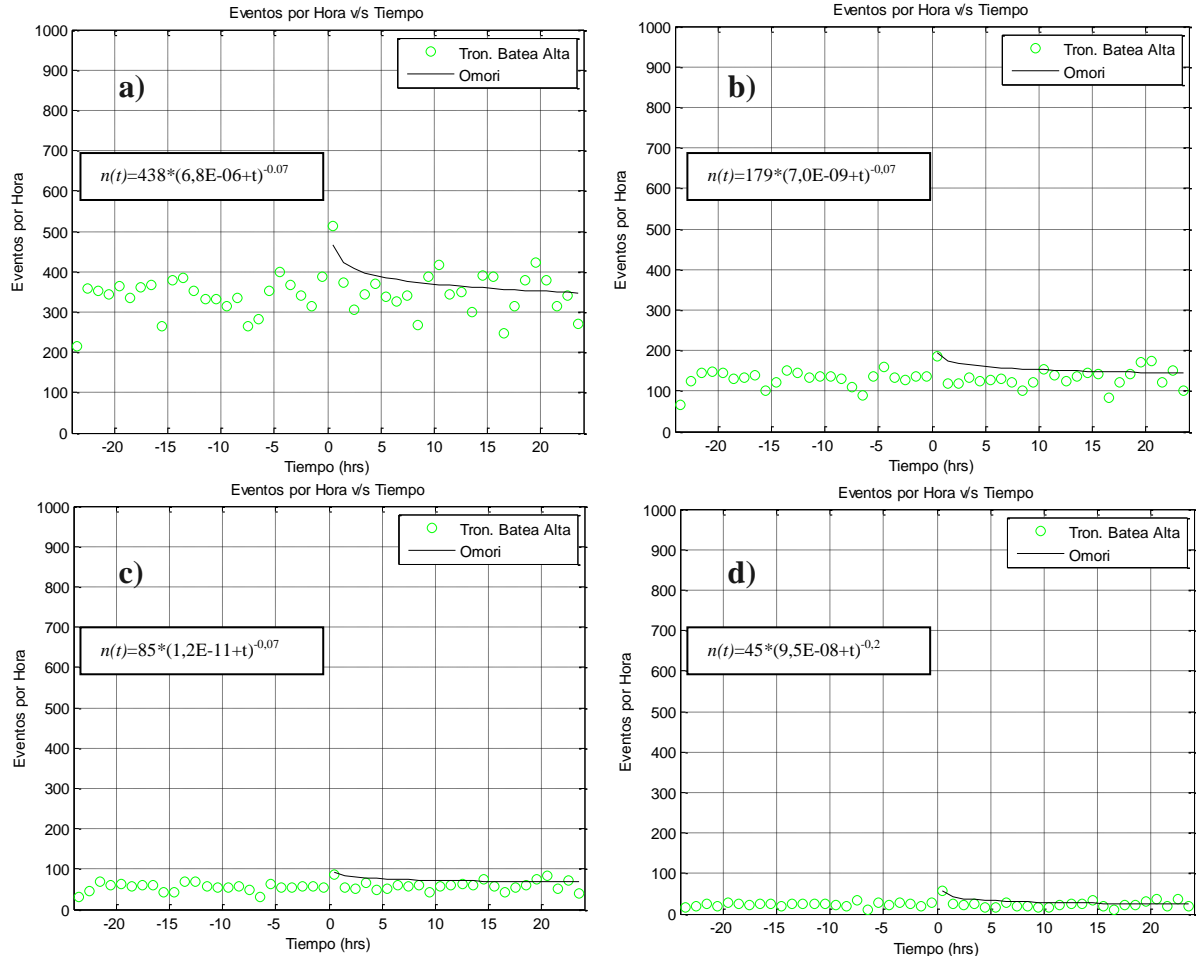 Eventos por Hora v/s Tiempo
1000
900
800
700
600
500
400
300
200
100
0
Eventos por Hora
a)
Tron. Batea Alta
Omori
n(t)=438*(6,8E-06+t)-0.07
-20 -15 -10 -5 0 5 10 15 20
Tiempo (hrs)
Eventos por Hora v/s Tiempo
1000
900
800
700
600
500
400
300
200
100
0
Eventos por Hora
b)
Tron. Batea Alta
Omori
n(t)=179*(7,0E-09+t)-0,07
-20 -15 -10 -5 0 5 10 15 20
Tiempo (hrs)
Eventos por Hora v/s Tiempo
1000
900
800
700
600
500
400
300
200
100
0
Eventos por Hora
c)
Tron. Batea Alta
Omori
n(t)=85*(1,2E-11+t)-0,07
-20 -15 -10 -5 0 5 10 15 20
Tiempo (hrs)
Eventos por Hora v/s Tiempo
1000
900
800
700
600
500
400
300
200
100
0
Eventos por Hora
d)
Tron. Batea Alta
Omori
n(t)=45*(9,5E-08+t)-0,2
-20 -15 -10 -5 0 5 10 15 20
Tiempo (hrs)